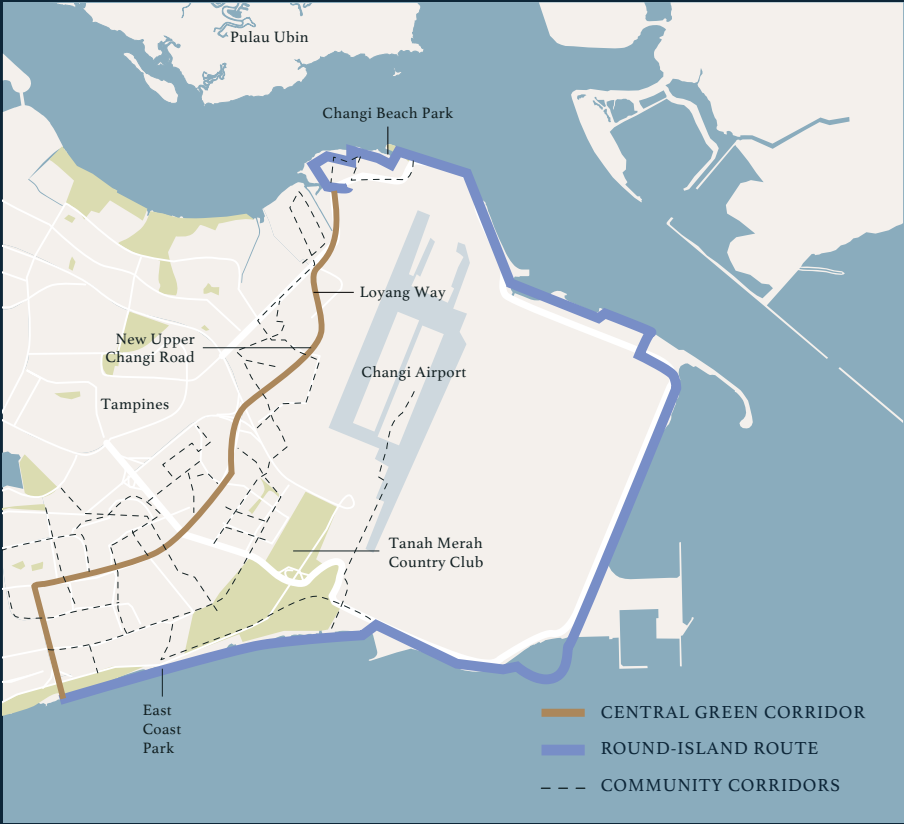 Pulau Ubin
Changi Beach Park
Loyang Way
New Upper
Changi Road
Changi Airport
Tampines
Tanah Merah
Country Club
East
Coast
Park
CENTRAL GREEN CORRIDOR
ROUND-ISLAND ROUTE
COMMUNITY CORRIDORS